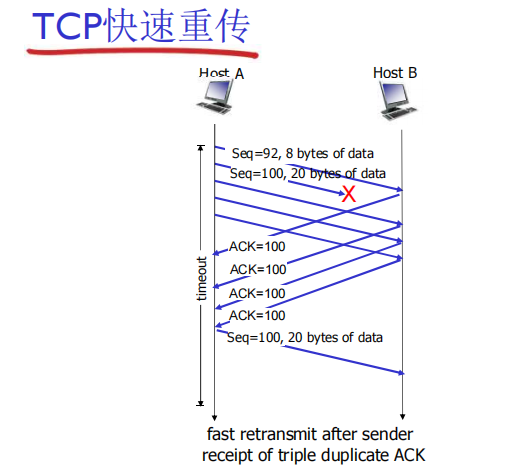 TCP快速重传
Host A
Host B
Seq=92, 8 bytes of data
Seq=100, 20 bytes of data
X
ACK=100
ACK=100
ACK=100
ACK=100
timeout
Seq=100, 20 bytes of data
fast retransmit after sender
receipt of triple duplicate ACK